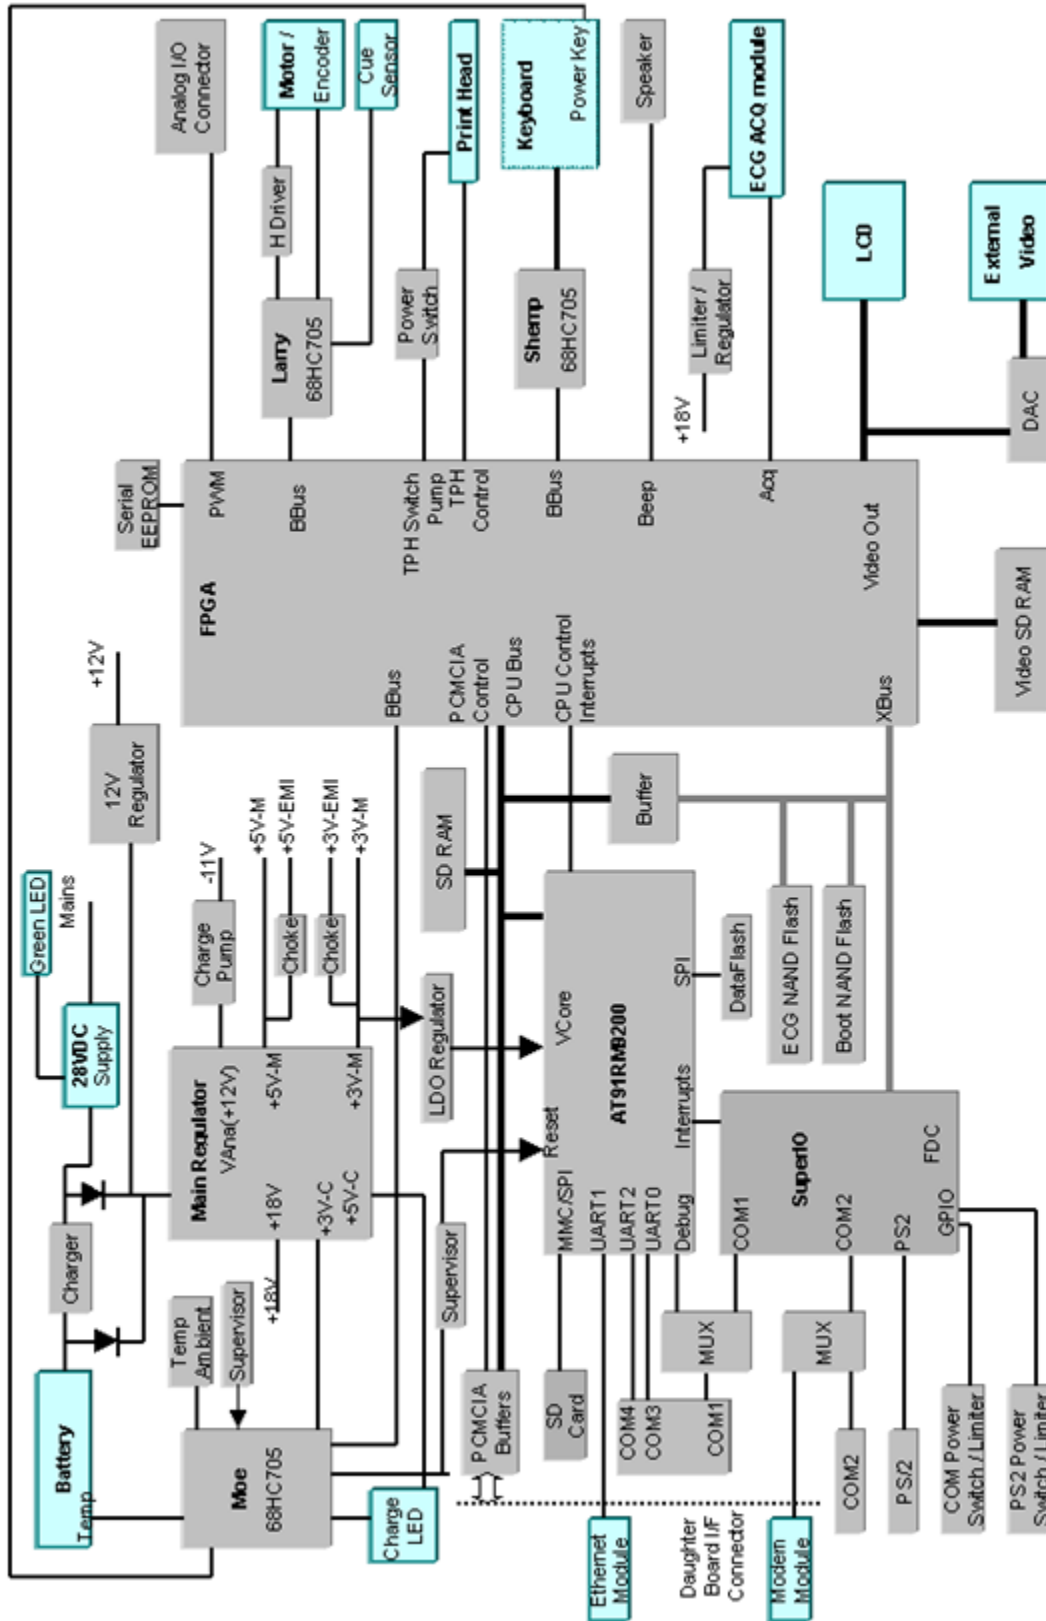 Battery
Temp
Charger
28VDC
Supply
Green LED
Mains
12V
Regulator
+12V
Serial
EEPROM
Analog I/O
Connector
Temp
Ambient
Supervisor
Moe
68HC705
Charge
LED
Main Regulator
VAna(+12V)
+18V
+18V
+3V-C
+5V-C
+5V-M
+3V-M
Charge
Pump
-11V
+5V-M
Choke
+5V-EMI
Choke
+3V-EMI
+3V-M
LDO Regulator
Supervisor
FPGA
PWM
BBus
BBus
TPH Switch
Pump
TPH
Control
PCMCIA
Control
CPU Bus
CPU Control
Interrupts
BBus
Beep
Acq
Video Out
XBus
Motor /
Encoder
H Driver
Cue
Sensor
Larry
68HC705
Power
Switch
Print Head
Keyboard
Power Key
Shemp
68HC705
Speaker
+18V
Limiter /
Regulator
ECG ACQ module
LCD
External
Video
DAC
Video SD RAM
PCMCIA
Buffers
SD RAM
Buffer
AT91RM9200
Reset
VCore
MMC/SPI
UART1
UART2
UART0
Debug
Interrupts
SPI
DataFlash
ECG NAND Flash
Boot NAND Flash
SD
Card
COM4
COM3
COM1
MUX
MUX
SuperIO
COM1
COM2
PS2
GPIO
FDC
Ethernet
Module
Daughter
Board I/F
Connector
Modem
Module
COM2
PS/2
COM Power
Switch / Limiter
PS2 Power
Switch / Limiter